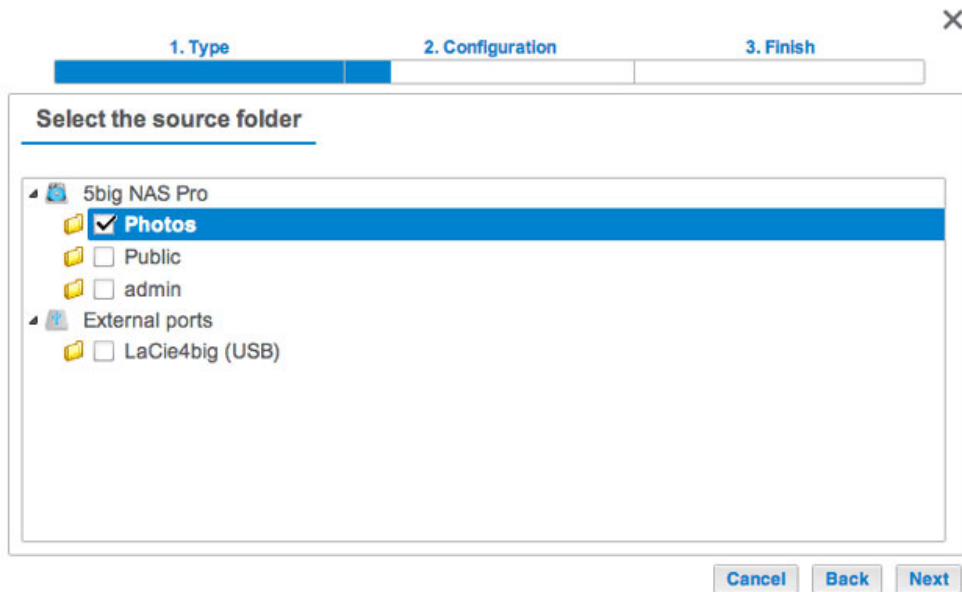 1. Type 2. Configuration 3. Finish
Select the source folder
5big NAS Pro
Photos
Public
admin
External ports
LaCie4big (USB)
Cancel Back Next